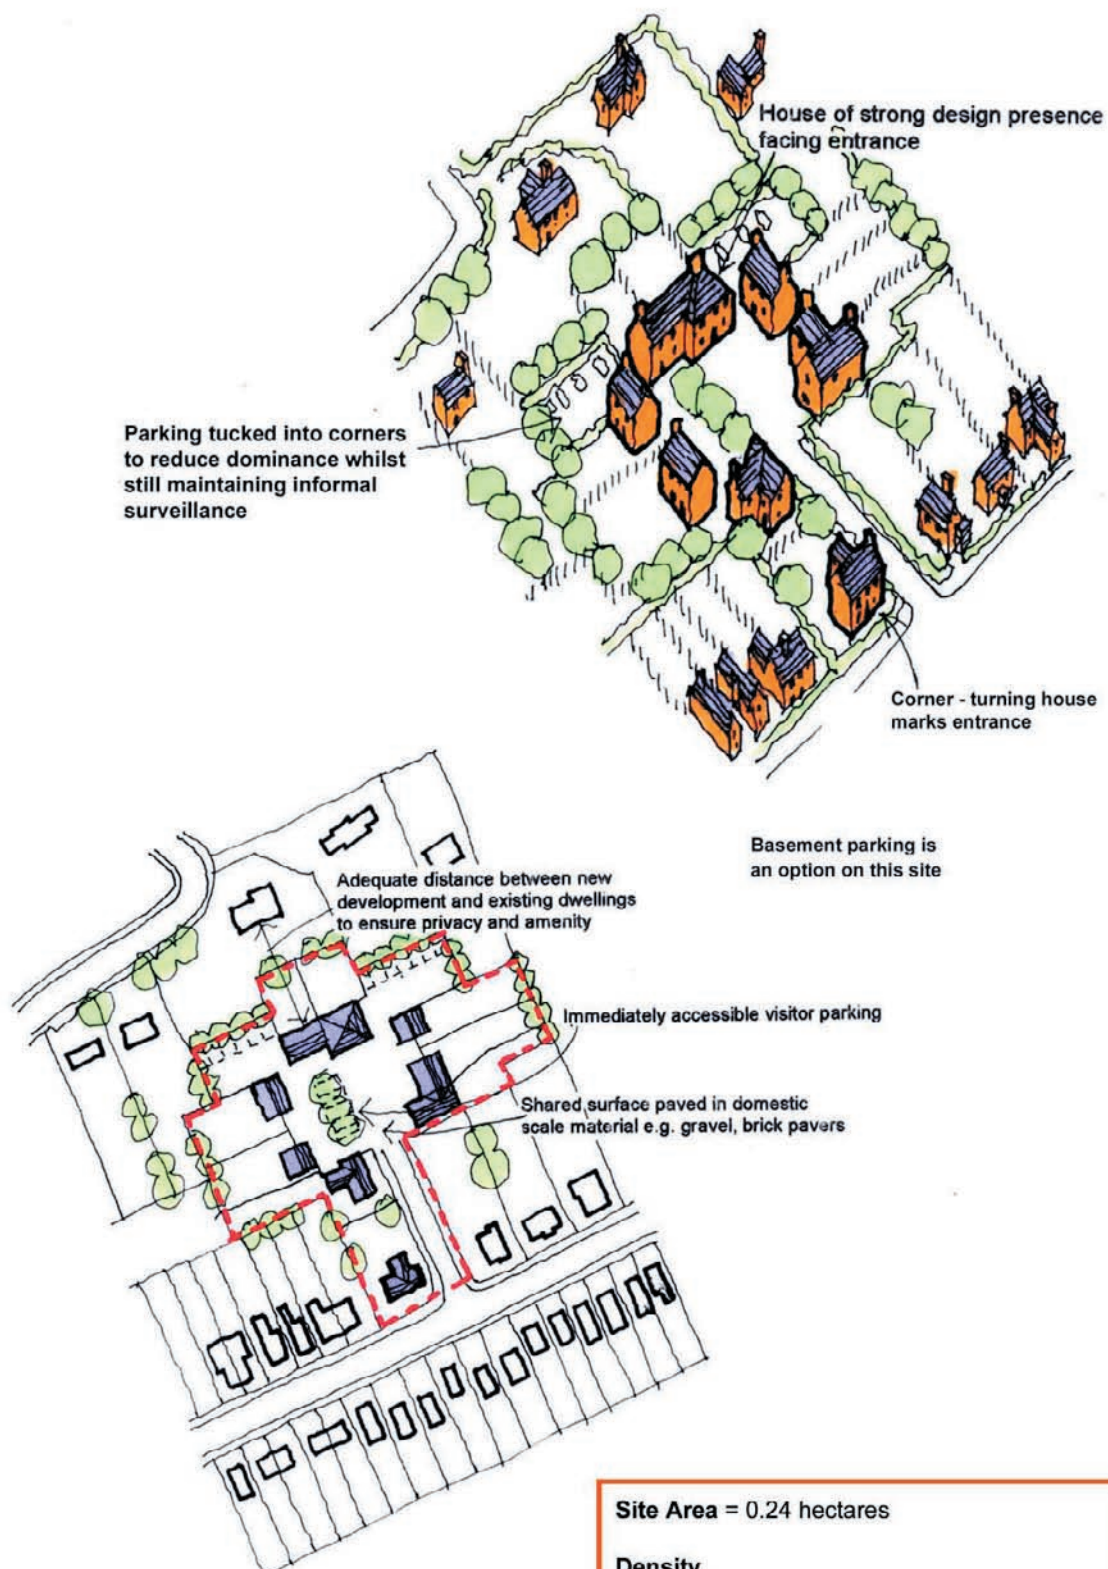 House of strong design presence
facing entrance
Parking tucked into corners
to reduce dominance whilst
still maintaining informal
surveillance
Corner - turning house
marks entrance
Basement parking is
an option on this site
Adequate distance between new
development and existing dwellings
to ensure privacy and amenity
Immediately accessible visitor parking
Shared surface paved in domestic
scale material e.g. gravel, brick pavers
Site Area = 0.24 hectares
Density